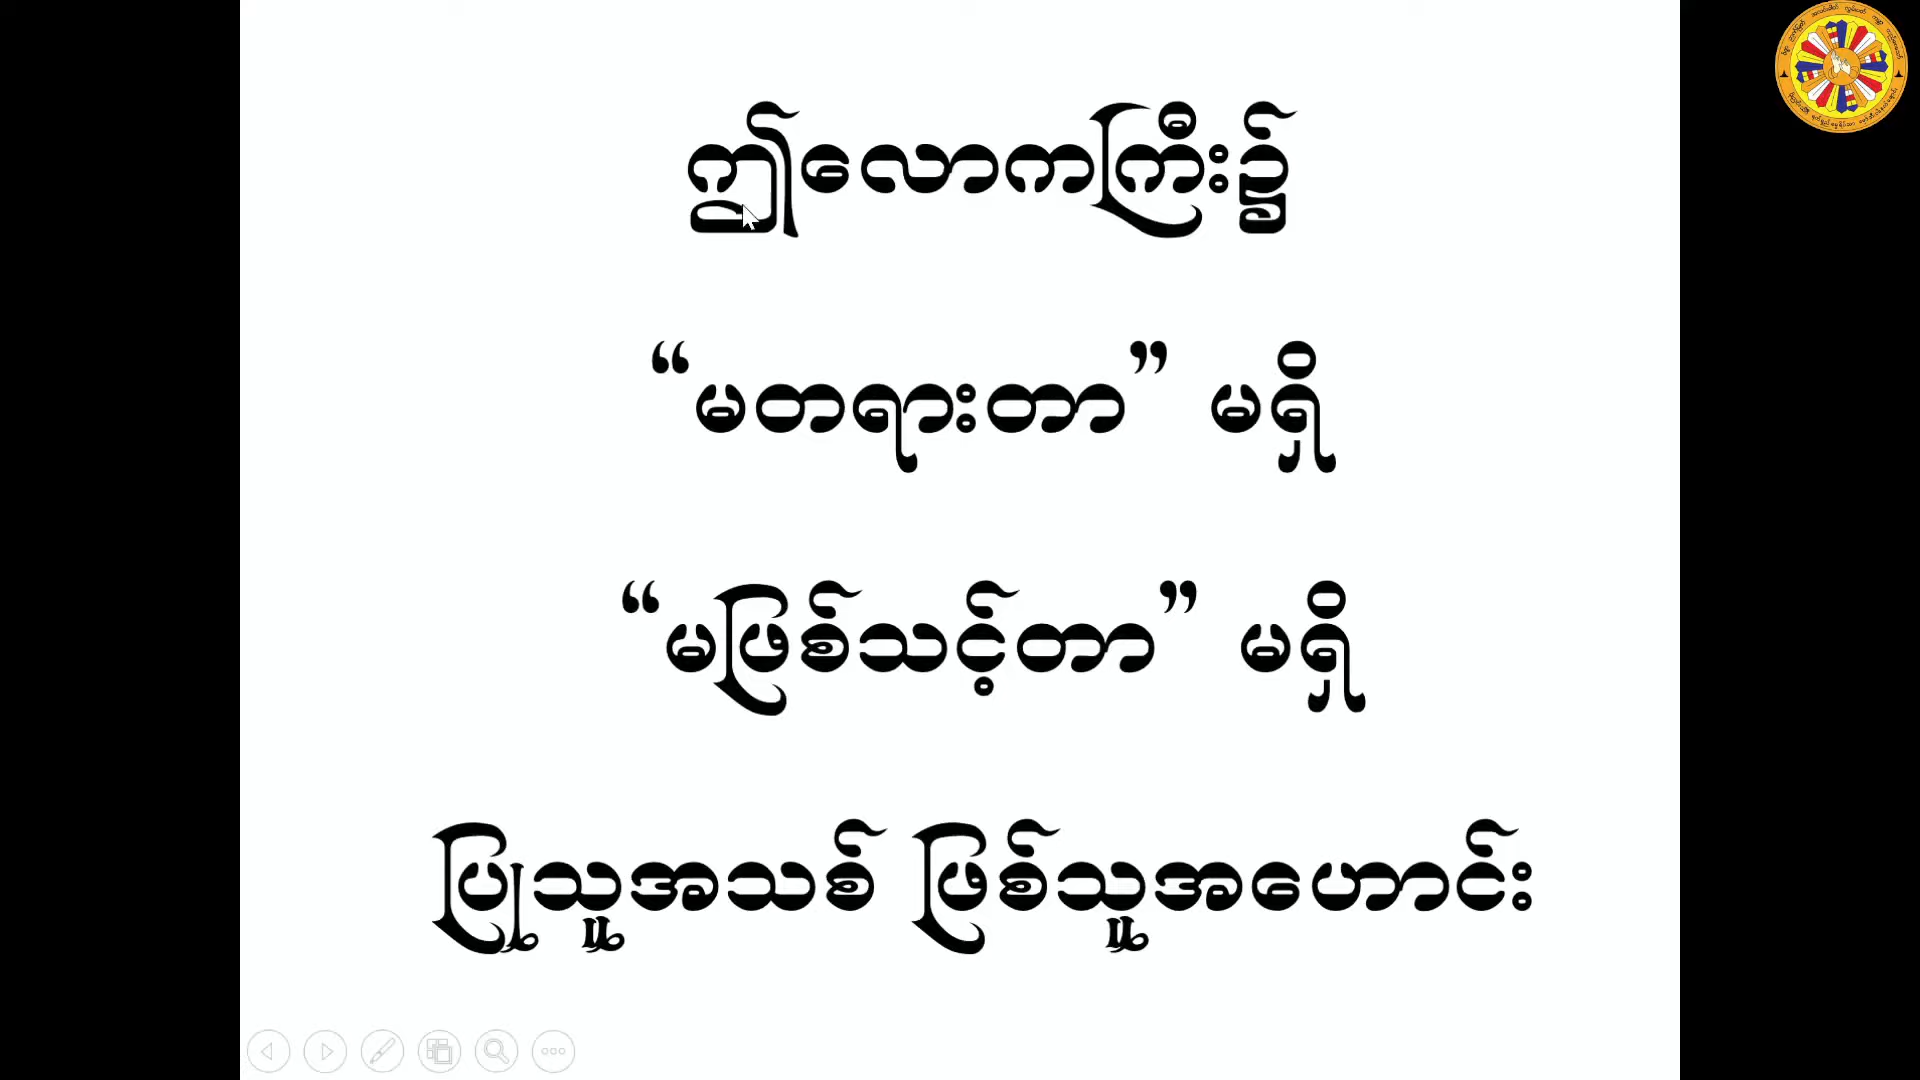 ဤလောကကြီး၌
“မတရားတာ” မရှိ
“မဖြစ်သင့်တာ” မရှိ
ပြုသူအသစ် ဖြစ်သူအဟောင်း